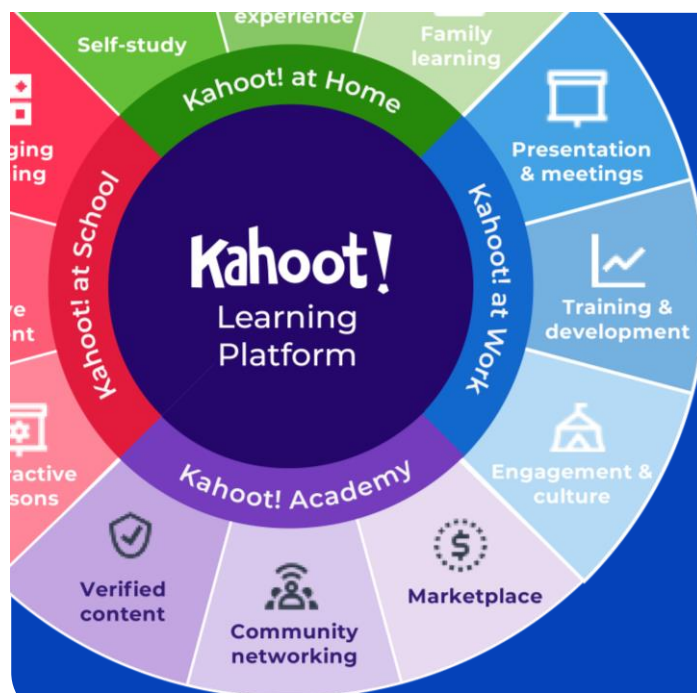 experience
Self-study
Family
learning
Kahoot! at Home
Presentation
& meetings
Kahoot! at School
Kahoot!
Learning
Platform
Kahoot! at Work
Training &
development
Engagement &
culture
Kahoot! Academy
Verified
content
Community
networking
$
Marketplace